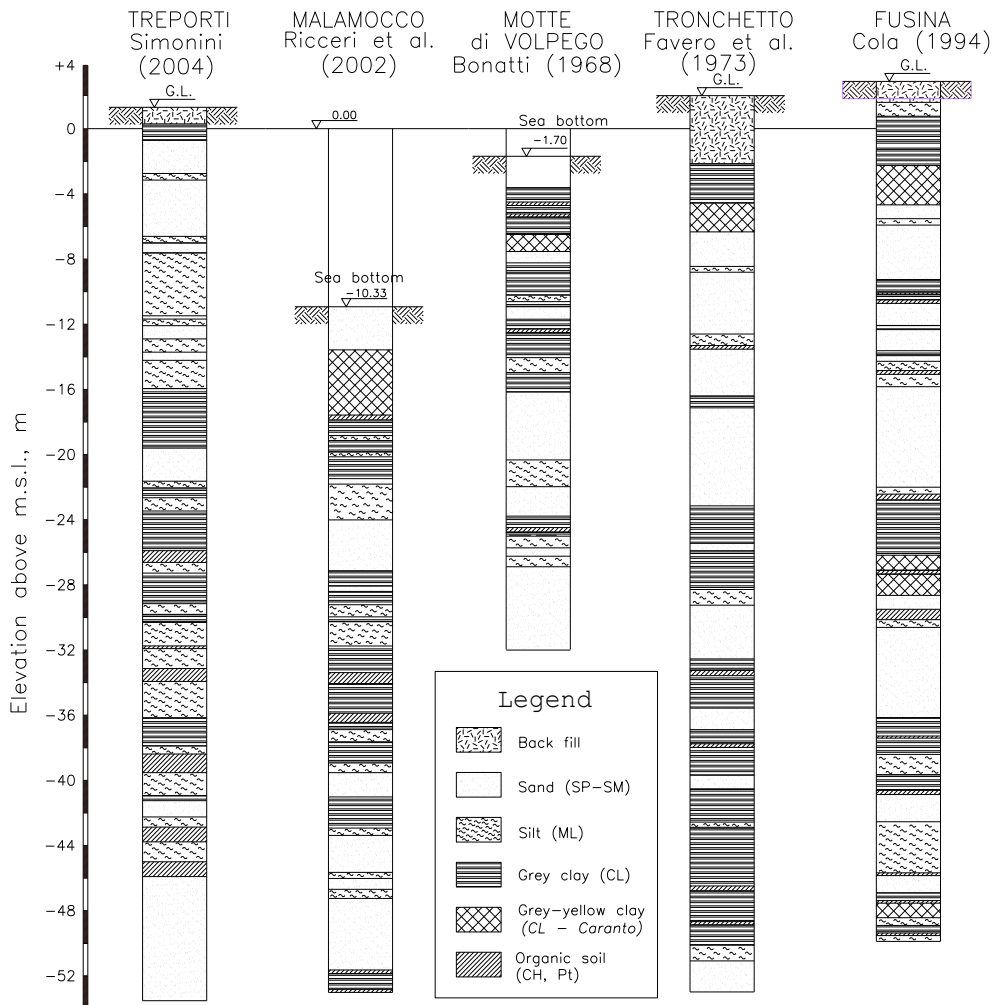 TREPORTI
Simonini
(2004)
MALAMOCCO
Ricceri et al.
(2002)
MOTTE
di VOLPEGO
Bonatti (1968)
TRONCHETTO
Favero et al.
(1973)
FUSINA
Cola (1994)
G.L.
0.00
Sea bottom
-10.33
Sea bottom
-1.70
G.L.
G.L.
Elevation above m.s.l., m
+4
0
-4
-8
-12
-16
-20
-24
-28
-32
-36
-40
-44
-48
-52
Legend
Back fill
Sand (SP-SM)
Silt (ML)
Grey clay (CL)
Grey-yellow clay
(CL - Caranto)
Organic soil
(CH, Pt)